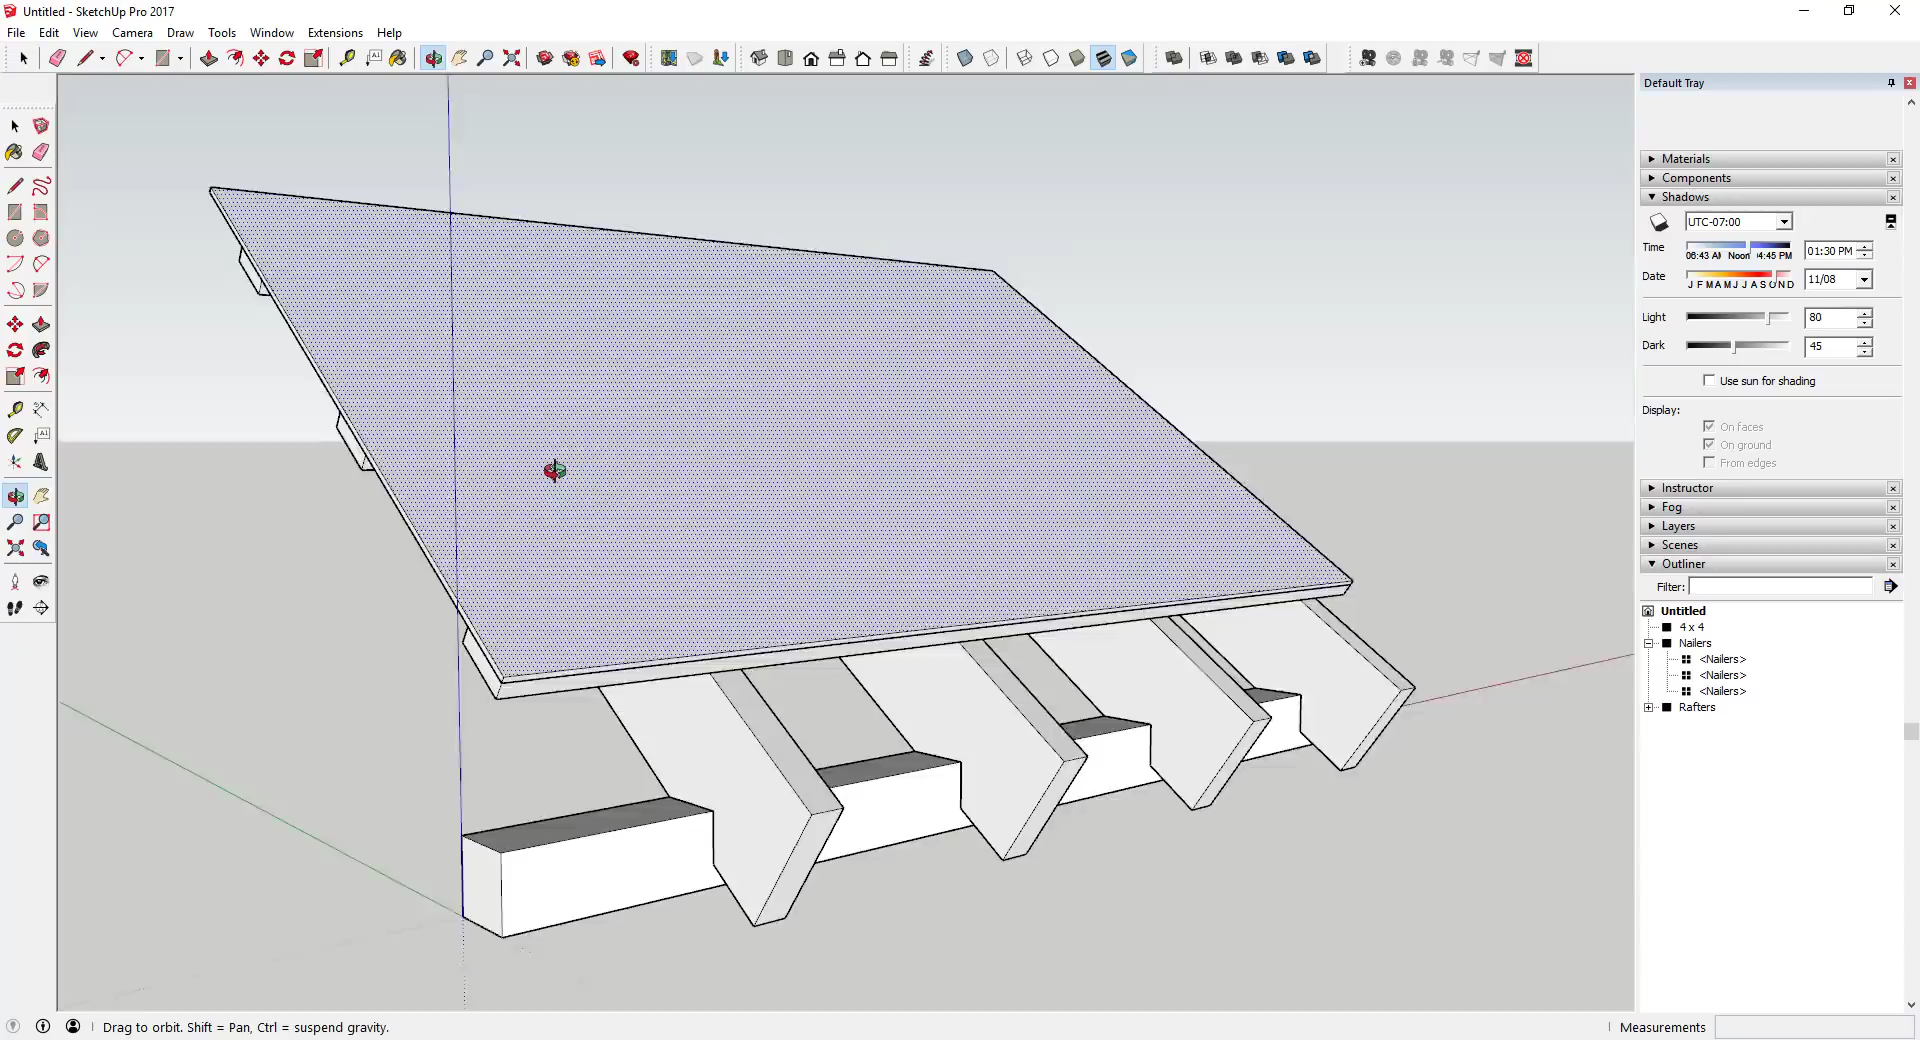 Untitled - SketchUp Pro 2017
File Edit View Camera Draw Tools Window Extensions Help
Default Tray
Materials
Components
Shadows
UTC-07:00
Time
06:43 AM Noon 4:45 PM
01:30 PM
Date
J F M A M J J A S O N D
11/08
Light
80
Dark
45
Use sun for shading
Display:
On faces
On ground
From edges
Instructor
Fog
Layers
Scenes
Outliner
Filter:
Untitled
4 x 4
Nailers
<Nailers>
<Nailers>
<Nailers>
Rafters
Drag to orbit. Shift = Pan, Ctrl = suspend gravity.
Measurements